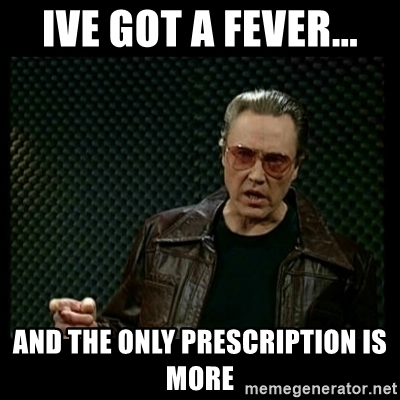 IVE GOT A FEVER...
AND THE ONLY PRESCRIPTION IS
MORE
memegenerator.net